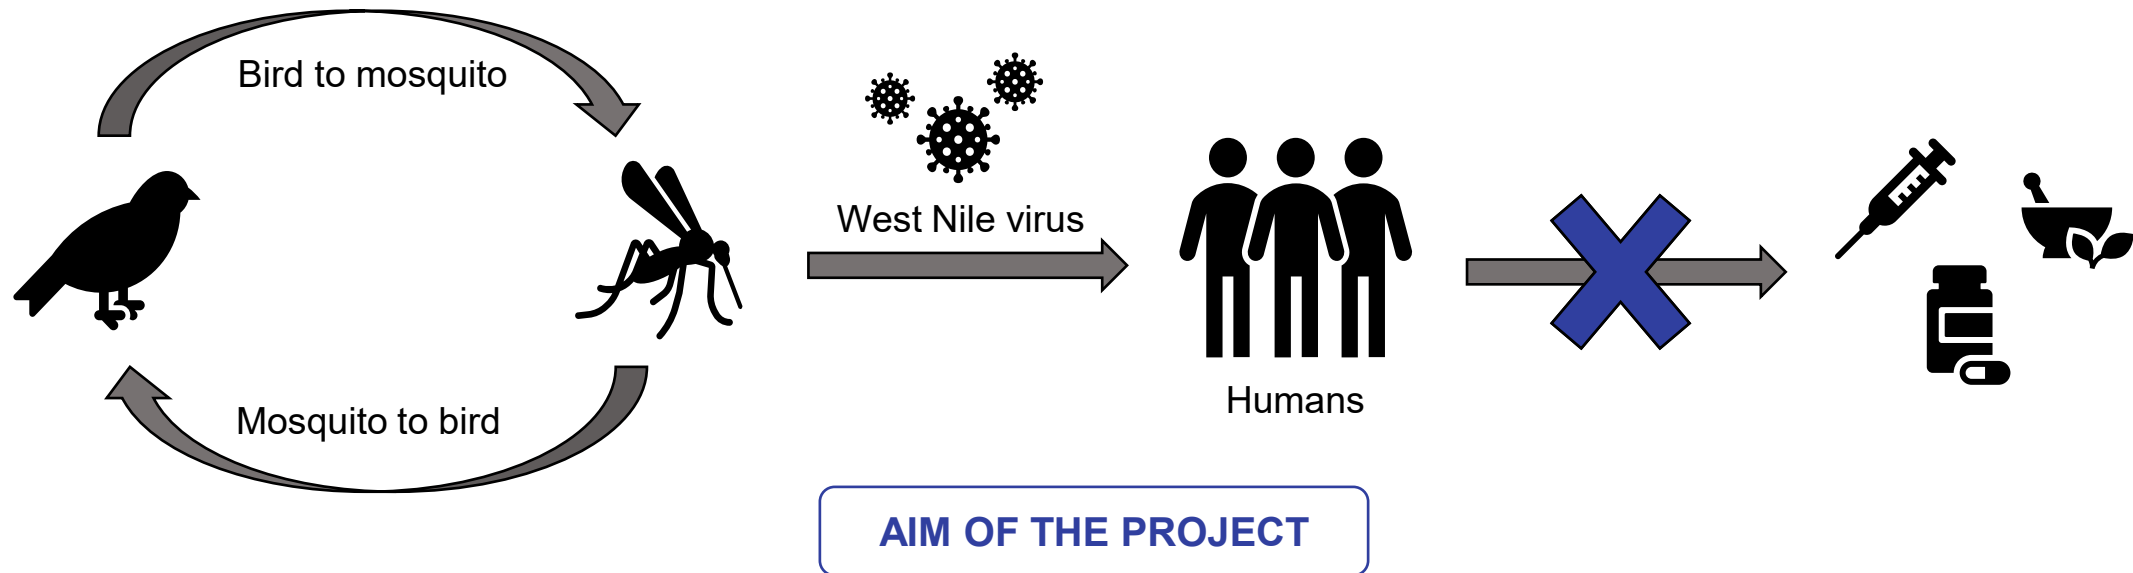 Bird to mosquito
West Nile virus
Humans
Mosquito to bird
AIM OF THE PROJECT